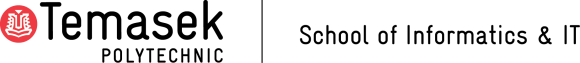 Temasek
POLYTECHNIC
School of Informatics & IT